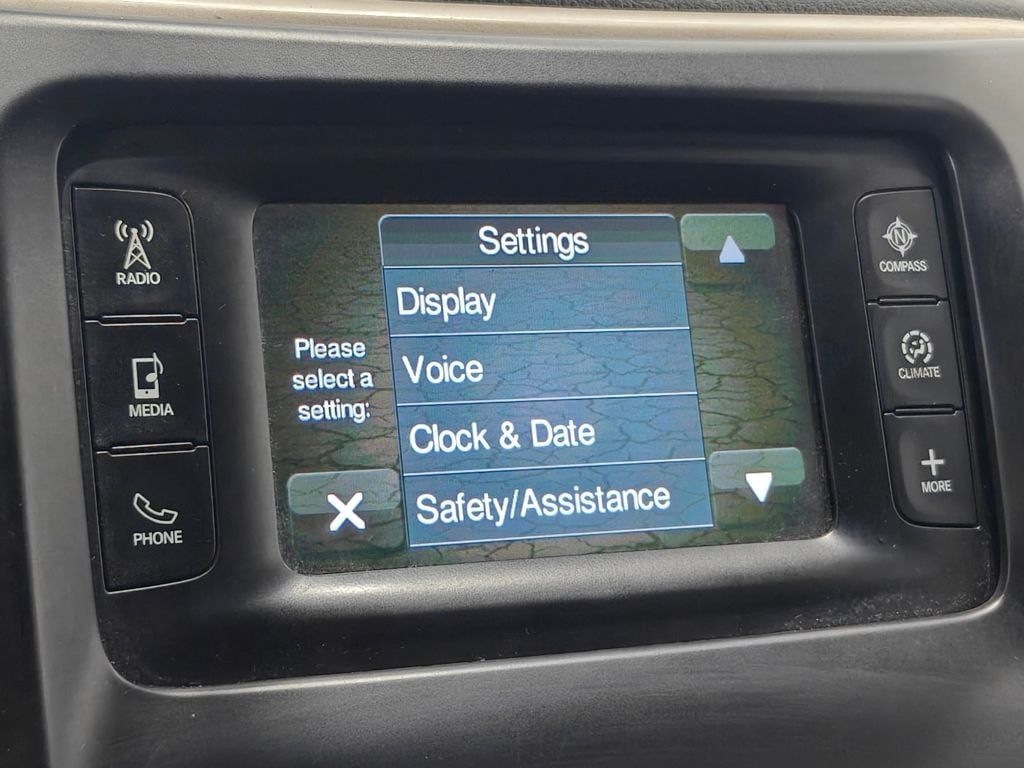 RADIO
MEDIA
PHONE
Please
select a
setting:
Settings
Display
Voice
Clock & Date
Safety/Assistance
N
COMPASS
CLIMATE
MORE